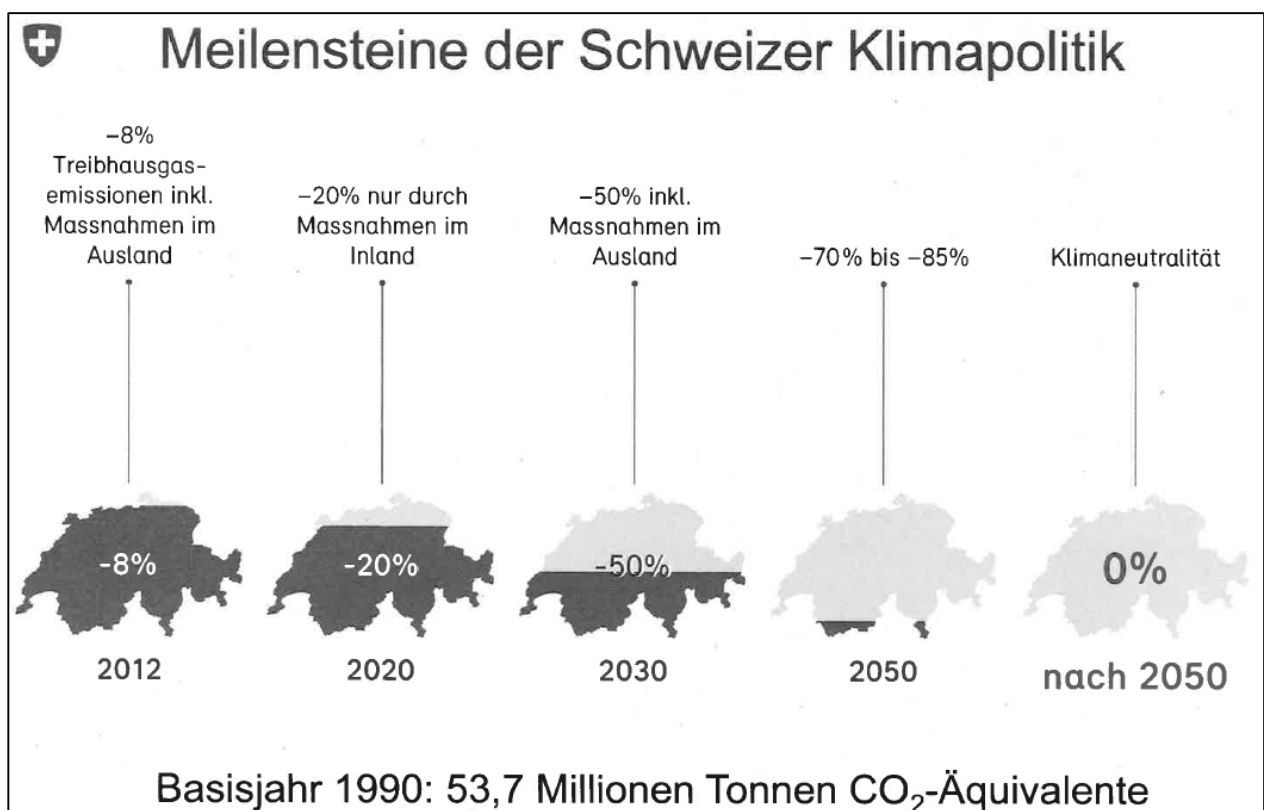 Meilensteine der Schweizer Klimapolitik
–8%
Treibhausgas-
emissionen inkl.
Massnahmen im
Ausland
–20% nur durch
Massnahmen im
Inland
–50% inkl.
Massnahmen im
Ausland
–70% bis –85%
Klimaneutralität
-8%
-20%
-50%
0%
2012
2020
2030
2050
nach 2050
Basisjahr 1990: 53,7 Millionen Tonnen CO₂-Äquivalente